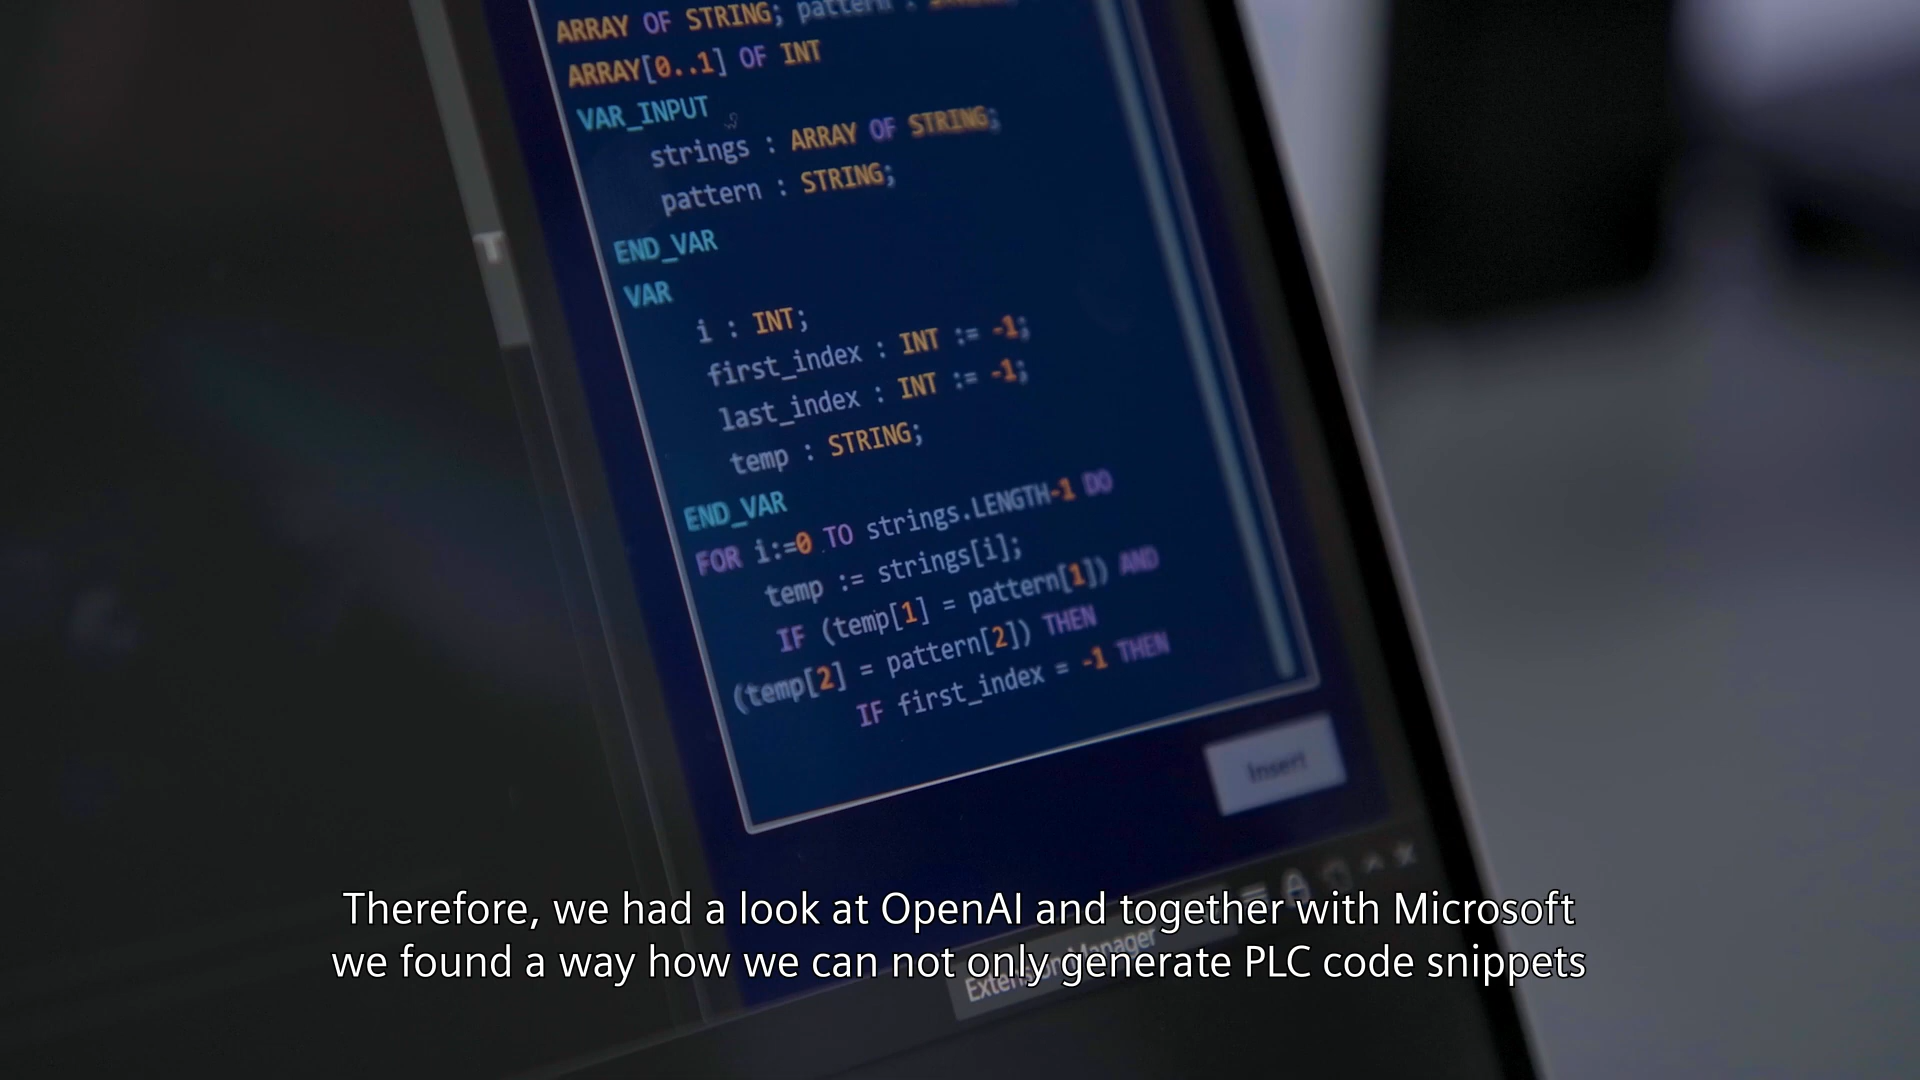 ARRAY OF STRING; pattern :
ARRAY[0..1] OF INT
VAR_INPUT
strings : ARRAY OF STRING;
pattern : STRING;
END_VAR
VAR
i : INT;
first_index : INT := -1;
last_index : INT := -1;
temp : STRING;
END_VAR
FOR i:=0 TO strings.LENGTH-1 DO
temp := strings[i];
IF (temp[1] = pattern[1]) AND
(temp[2] = pattern[2]) THEN
IF first_index = -1 THEN
Insert
Extension Manager
Therefore, we had a look at OpenAI and together with Microsoft
we found a way how we can not only generate PLC code snippets